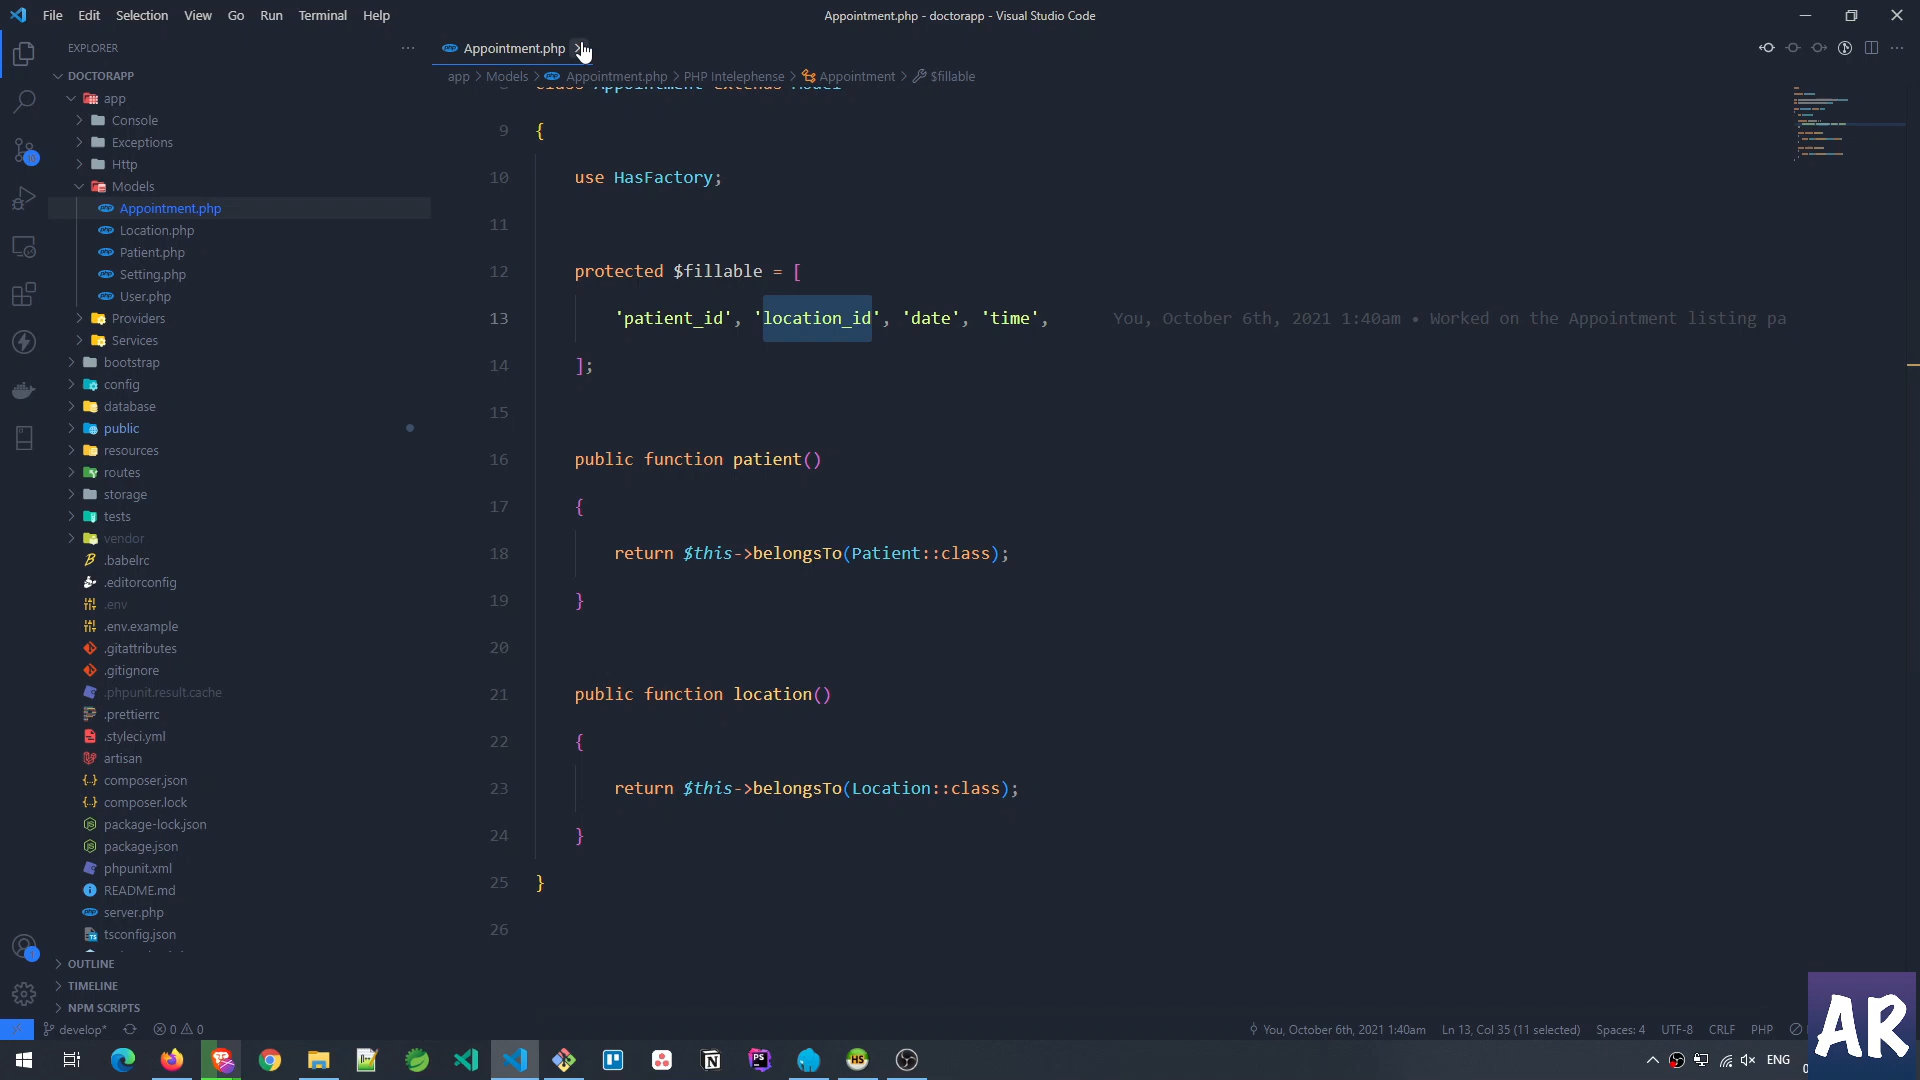 File Edit Selection View Go Run Terminal Help
Appointment.php - doctorapp - Visual Studio Code
EXPLORER
Appointment.php
DOCTORAPP
app > Models > Appointment.php > PHP Intelephense > Appointment > $fillable
app
Console
Exceptions
Http
Models
Appointment.php
Location.php
Patient.php
Setting.php
User.php
Providers
Services
bootstrap
config
database
public
resources
routes
storage
tests
vendor
.babelrc
.editorconfig
.env
.env.example
.gitattributes
.gitignore
.phpunit.result.cache
.prettierrc
.styleci.yml
artisan
composer.json
composer.lock
package-lock.json
package.json
phpunit.xml
README.md
server.php
tsconfig.json
OUTLINE
TIMELINE
NPM SCRIPTS
8 class Appointment extends Model
9 {
10 use HasFactory;
11
12 protected $fillable = [
13 'patient_id', 'location_id', 'date', 'time', You, October 6th, 2021 1:40am • Worked on the Appointment listing pa
14 ];
15
16 public function patient()
17 {
18 return $this->belongsTo(Patient::class);
19 }
20
21 public function location()
22 {
23 return $this->belongsTo(Location::class);
24 }
25 }
26
develop* 0 0
You, October 6th, 2021 1:40am Ln 13, Col 35 (11 selected) Spaces: 4 UTF-8 CRLF PHP
ENG
AR